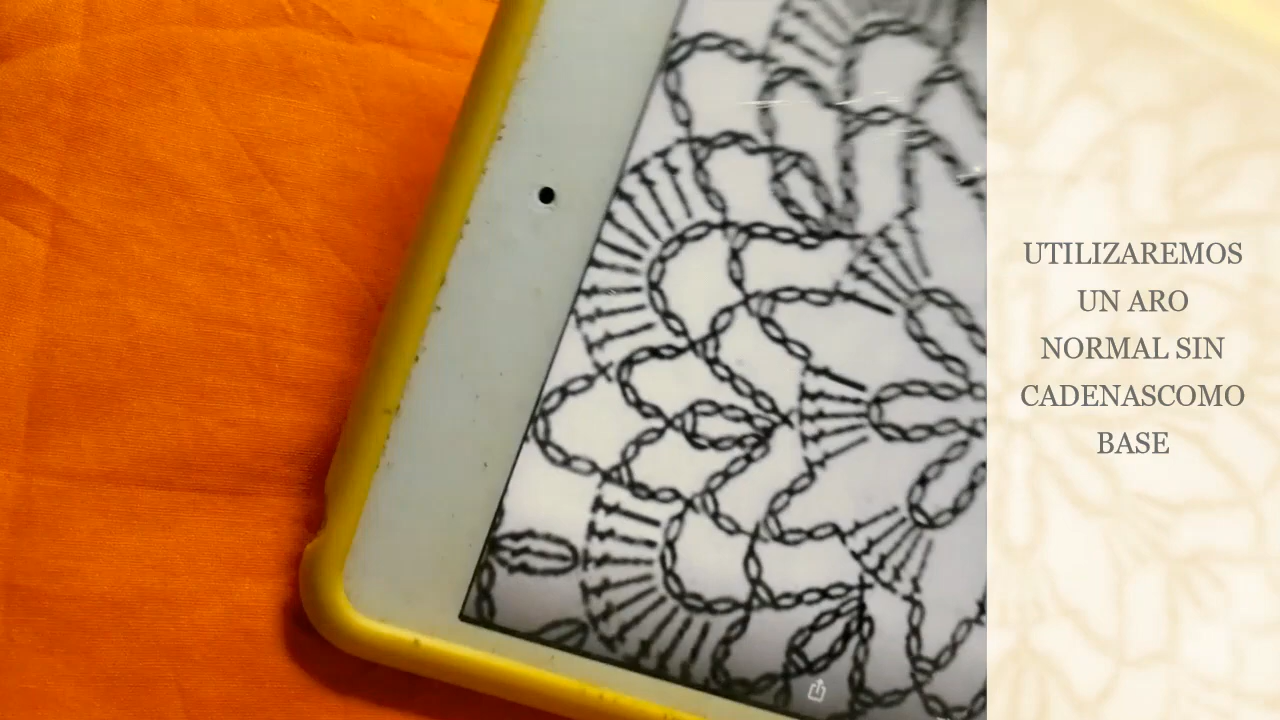 UTILIZAREMOS
UN ARO
NORMAL SIN
CADENASCOMO
BASE